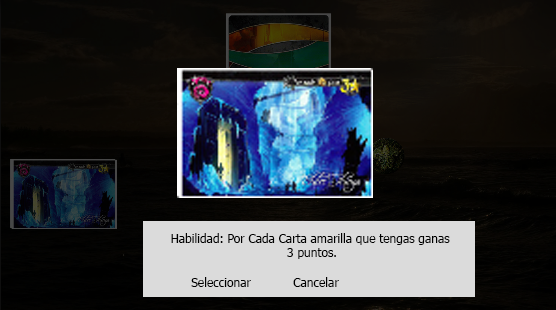 Habilidad: Por Cada Carta amarilla que tengas ganas
3 puntos.
Seleccionar Cancelar